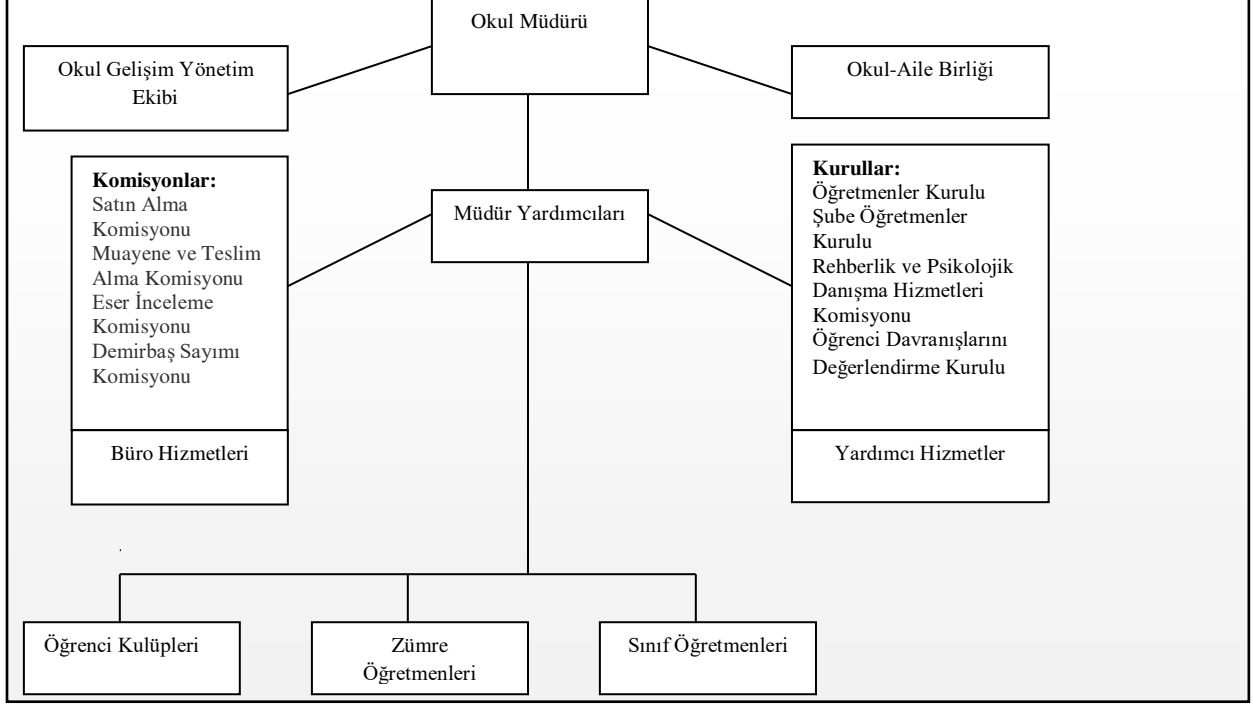 Okul Müdürü
Okul Gelişim Yönetim
Ekibi
Okul-Aile Birliği
Komisyonlar:
Satın Alma
Komisyonu
Muayene ve Teslim
Alma Komisyonu
Eser İnceleme
Komisyonu
Demirbaş Sayımı
Komisyonu
Müdür Yardımcıları
Kurullar:
Öğretmenler Kurulu
Şube Öğretmenler
Kurulu
Rehberlik ve Psikolojik
Danışma Hizmetleri
Komisyonu
Öğrenci Davranışlarını
Değerlendirme Kurulu
Büro Hizmetleri
Yardımcı Hizmetler
Öğrenci Kulüpleri
Zümre
Öğretmenleri
Sınıf Öğretmenleri